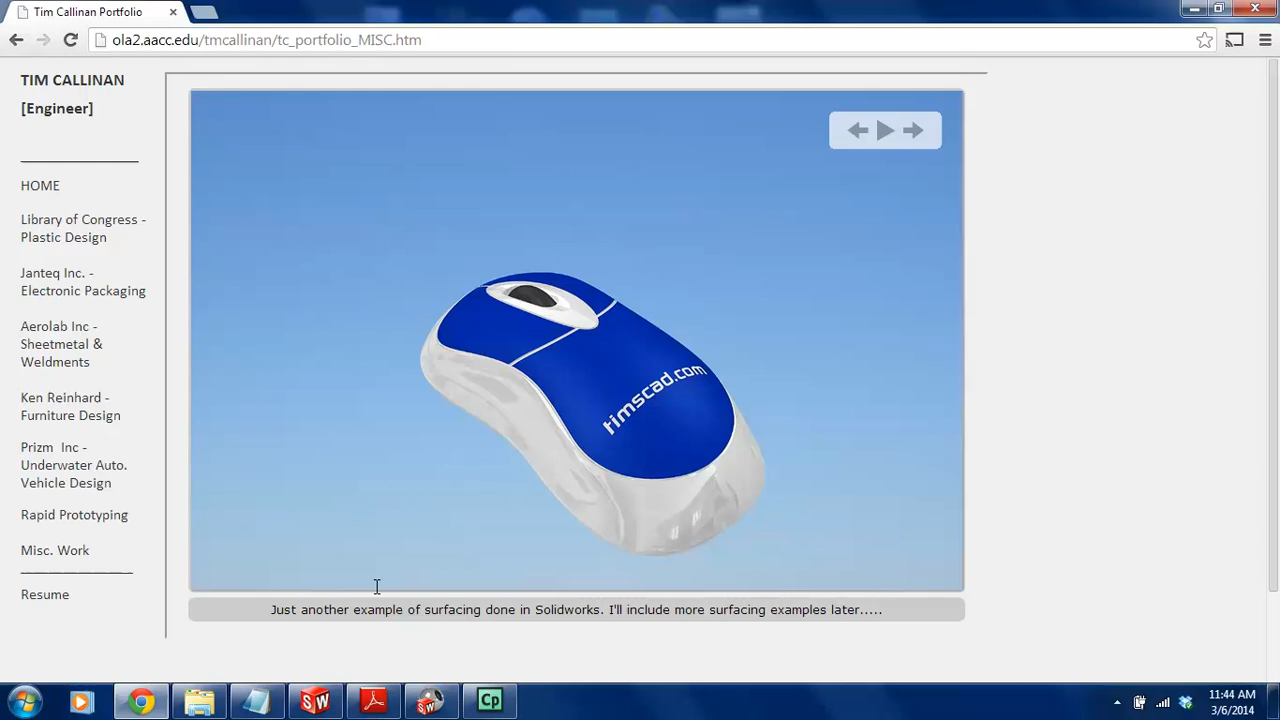 Tim Callinan Portfolio
ola2.aacc.edu/tmcallinan/tc_portfolio_MISC.htm
TIM CALLINAN
[Engineer]
HOME
Library of Congress -
Plastic Design
Janteq Inc. -
Electronic Packaging
Aerolab Inc -
Sheetmetal &
Weldments
Ken Reinhard -
Furniture Design
Prizm Inc -
Underwater Auto.
Vehicle Design
Rapid Prototyping
Misc. Work
Resume
timscad.com
Just another example of surfacing done in Solidworks. I'll include more surfacing examples later.....
SW
Cp
11:44 AM
3/6/2014